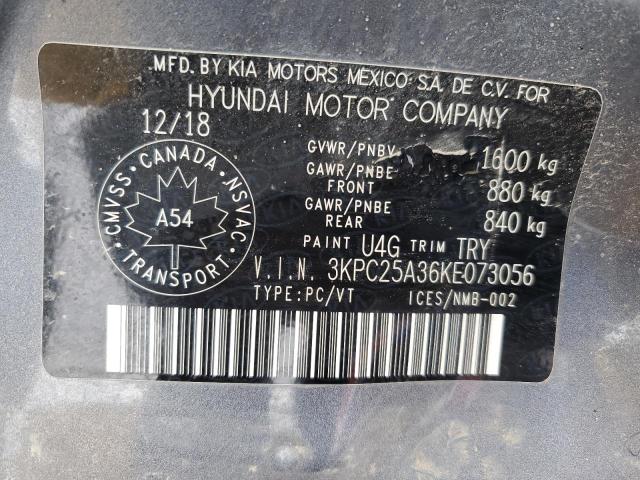 MFD. BY KIA MOTORS MEXICO S.A. DE C.V. FOR
HYUNDAI MOTOR COMPANY
12/18
GVWR/PNBV 1600 kg
GAWR/PNBE FRONT 880 kg
GAWR/PNBE REAR 840 kg
CMVSS · CANADA · NSVAC
A54
TRANSPORT
PAINT U4G TRIM TRY
V.I.N. 3KPC25A36KE073056
TYPE:PC/VT ICES/NMB-002